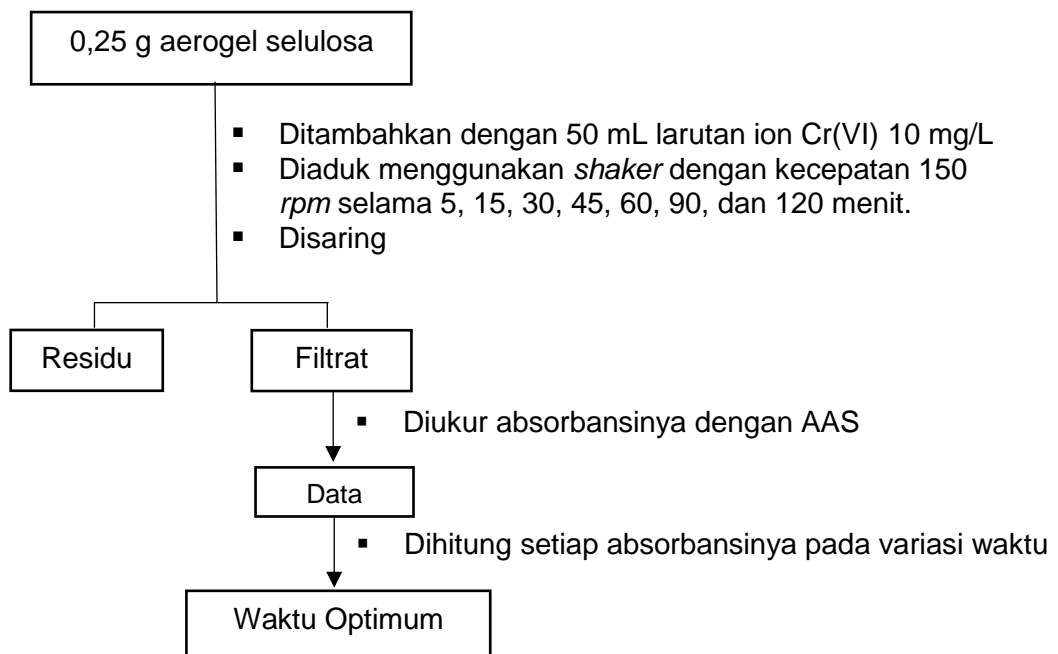 0,25 g aerogel selulosa
▪ Ditambahkan dengan 50 mL larutan ion Cr(VI) 10 mg/L
▪ Diaduk menggunakan shaker dengan kecepatan 150
rpm selama 5, 15, 30, 45, 60, 90, dan 120 menit.
▪ Disaring
Residu
Filtrat
▪ Diukur absorbansinya dengan AAS
Data
▪ Dihitung setiap absorbansinya pada variasi waktu
Waktu Optimum